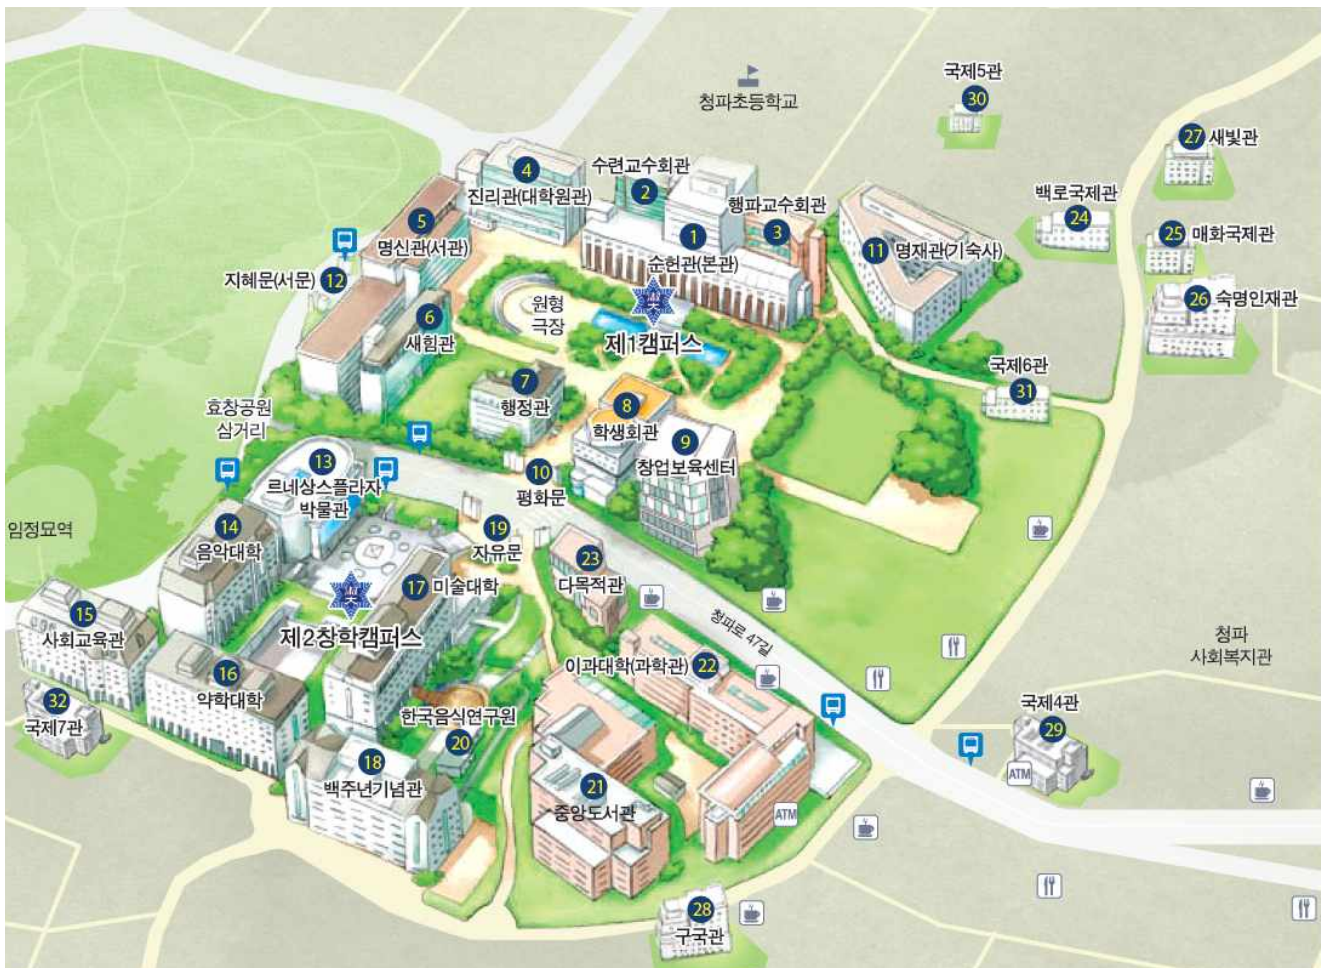 국제5관
30
청파초등학교
27 새빛관
4
진리관(대학원관)
수련교수회관
2
백로국제관
24
행파교수회관
3
5
명신관(서관)
1
순헌관(본관)
11 명재관(기숙사)
25 매화국제관
지혜문(서문) 12
원형
극장
26 숙명인재관
6
새힘관
제1캠퍼스
국제6관
31
7
행정관
8
학생회관
효창공원
삼거리
9
창업보육센터
13
르네상스플라자
박물관
10
평화문
14
음악대학
19
자유문
임정묘역
23
다목적관
17 미술대학
15
사회교육관
제2창학캠퍼스
청파로 47길
청파
사회복지관
16
약학대학
이과대학(과학관) 22
32
국제7관
한국음식연구원
20
국제4관
29
18
백주년기념관
ATM
21
중앙도서관
ATM
28
구국관